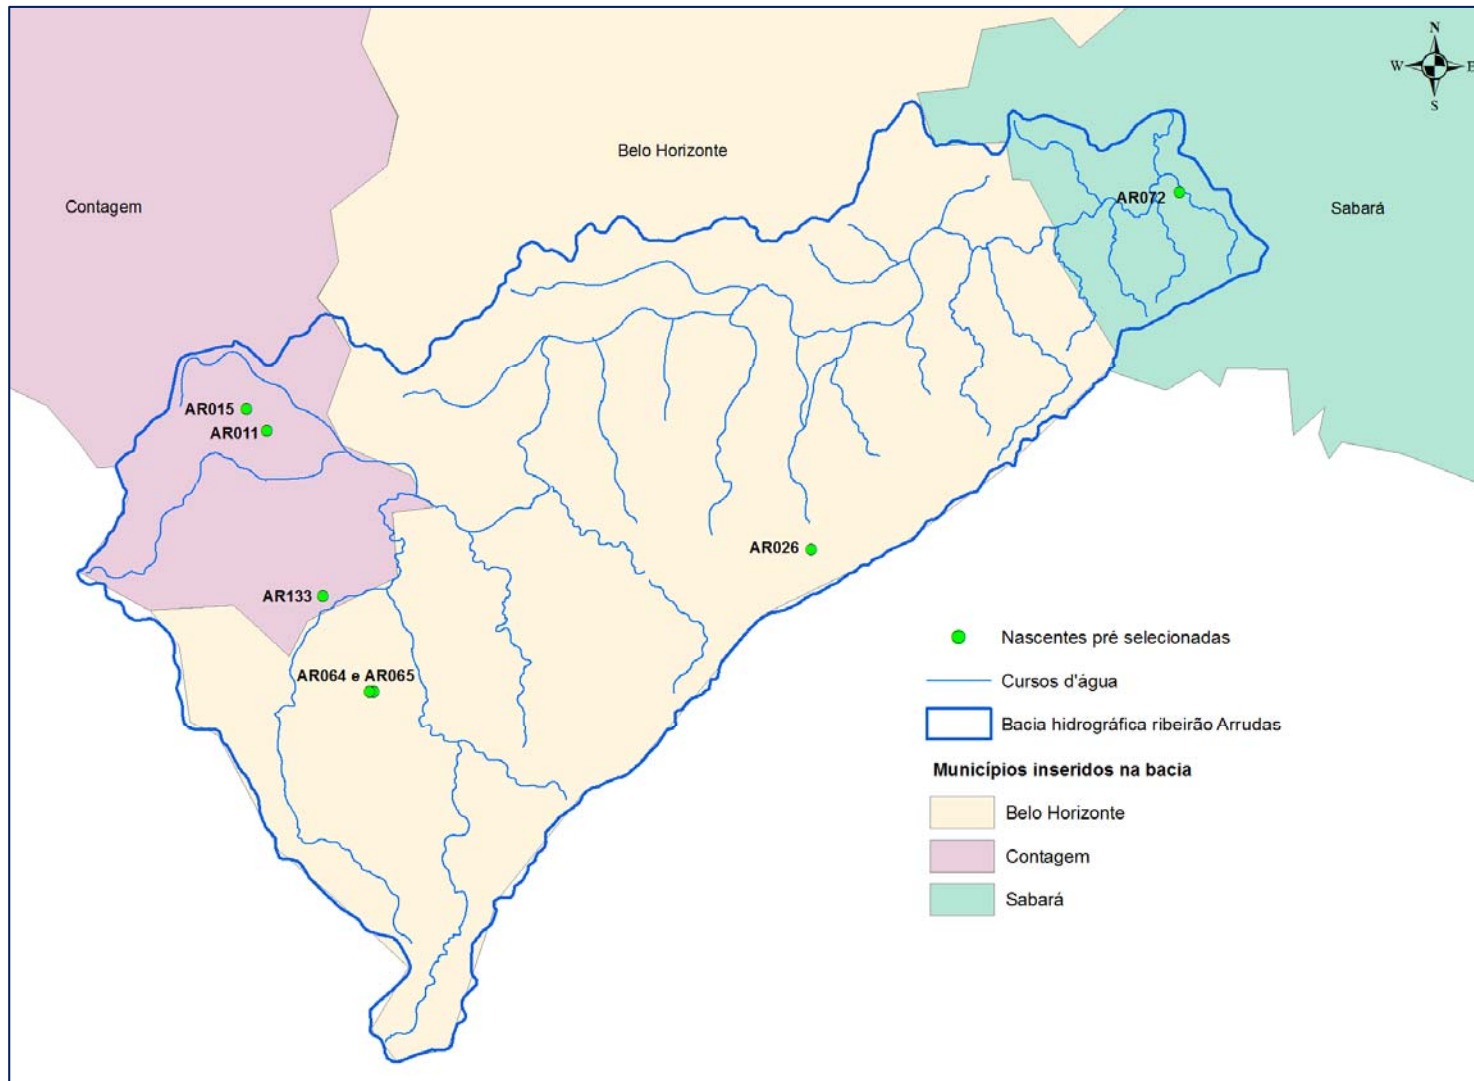 N
W E
S
Belo Horizonte
Contagem
Sabará
AR072
AR015
AR011
AR026
AR133
AR064 e AR065
Nascentes pré selecionadas
Cursos d'água
Bacia hidrográfica ribeirão Arrudas
Municípios inseridos na bacia
Belo Horizonte
Contagem
Sabará